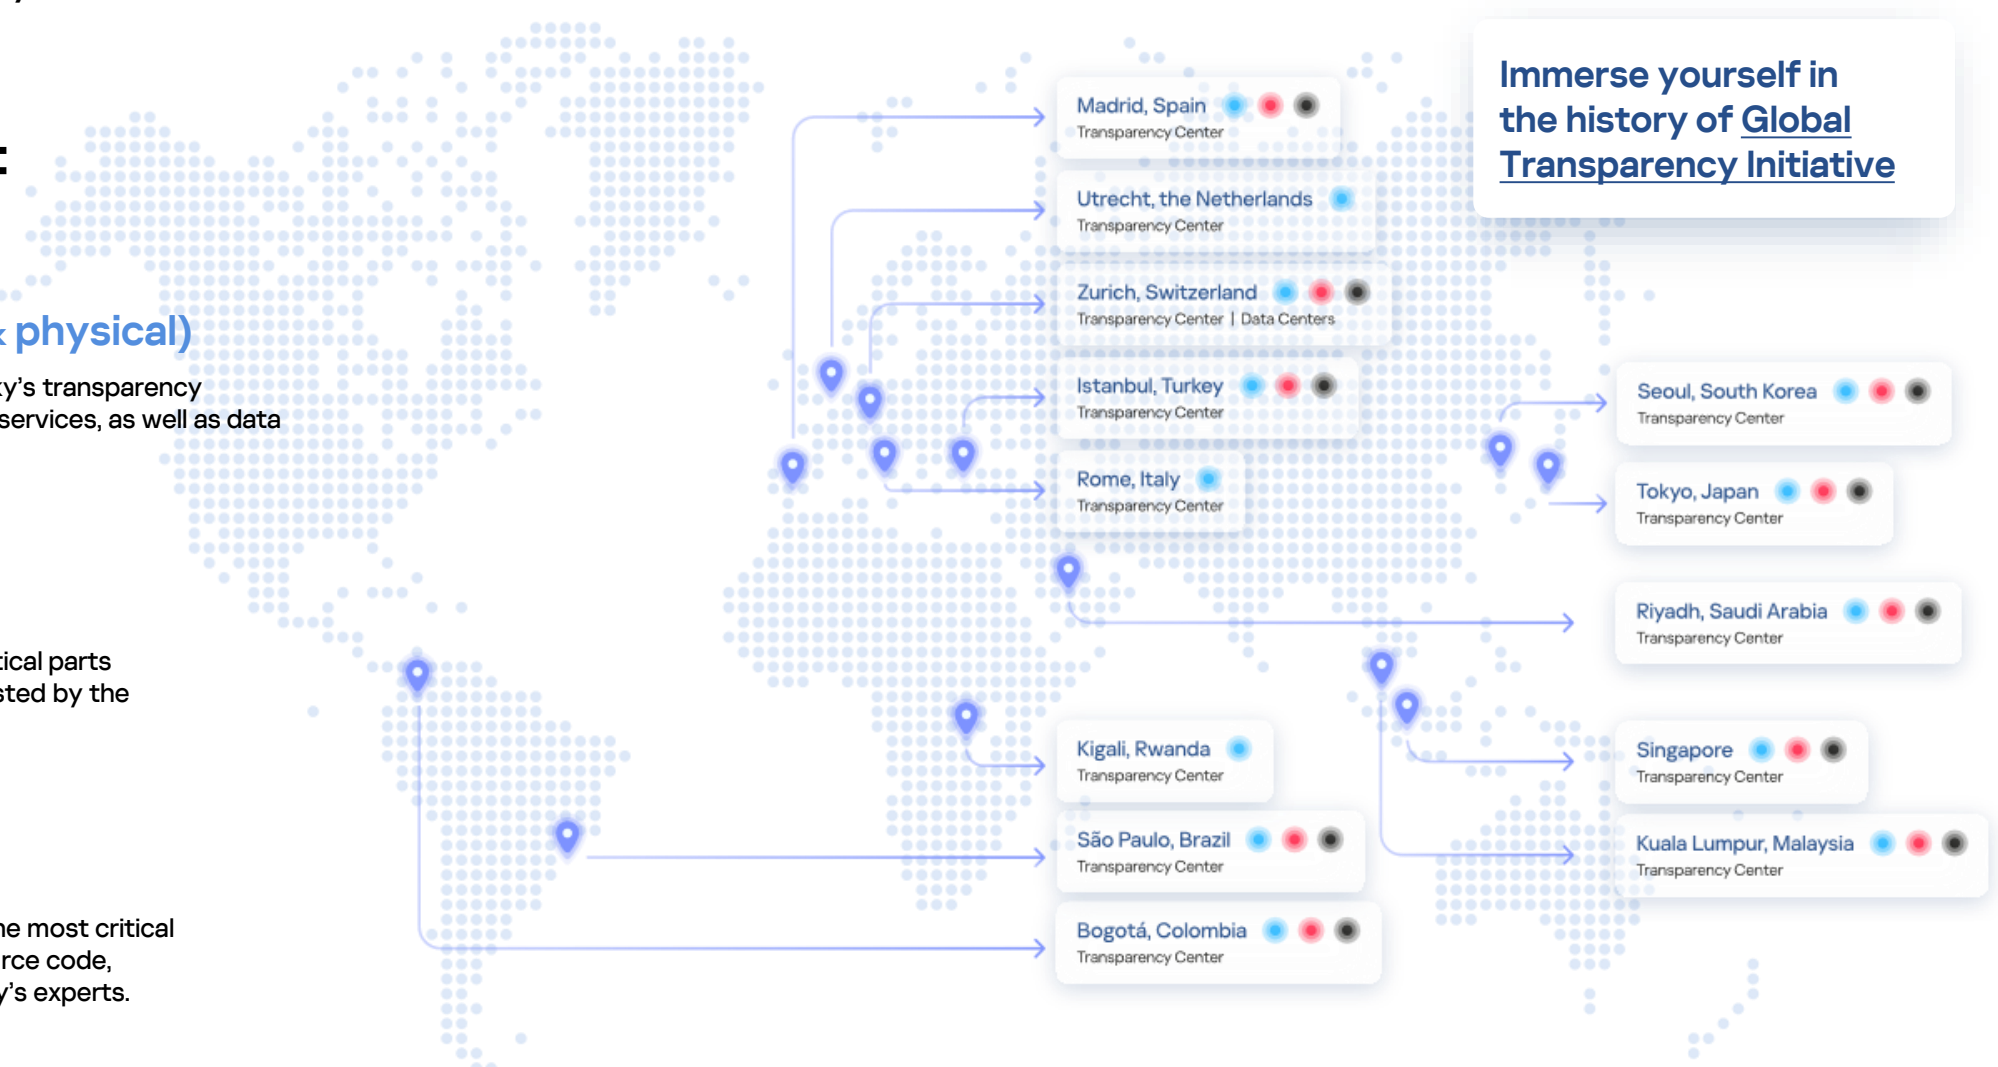 :
& physical)
ky's transparency
services, as well as data
tical parts
sted by the
he most critical
rce code,
y's experts.
Madrid, Spain
Transparency Center
Utrecht, the Netherlands
Transparency Center
Zurich, Switzerland
Transparency Center | Data Centers
Istanbul, Turkey
Transparency Center
Rome, Italy
Transparency Center
Kigali, Rwanda
Transparency Center
São Paulo, Brazil
Transparency Center
Bogotá, Colombia
Transparency Center
Immerse yourself in
the history of Global
Transparency Initiative
Seoul, South Korea
Transparency Center
Tokyo, Japan
Transparency Center
Riyadh, Saudi Arabia
Transparency Center
Singapore
Transparency Center
Kuala Lumpur, Malaysia
Transparency Center